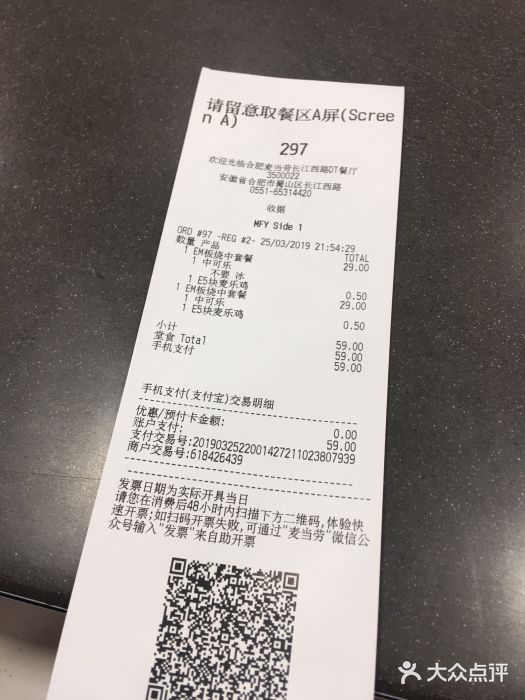 请留意取餐区A屏(Scree
n A)
297
欢迎光临合肥麦当劳长江西路DT餐厅
3500022
安徽省合肥市蜀山区长江西路
0551-65314420
收据
MFY Side 1
ORD #97 -REG #2- 25/03/2019 21:54:29
数量 产品 TOTAL
1 EM板烧中套餐 29.00
1 中可乐
不要 冰
1 E5块麦乐鸡 0.50
1 EM板烧中套餐 29.00
1 中可乐
1 E5块麦乐鸡 0.50
小计 59.00
堂食 Total 59.00
手机支付 59.00
手机支付(支付宝)交易明细
优惠/预付卡金额: 0.00
账户支付: 59.00
支付交易号:2019032522001427211023807939
商户交易号:618426439
发票日期为实际开具当日
请您在消费后48小时内扫描下方二维码,体验快
速开票;如扫码开票失败,可通过"麦当劳"微信公
众号输入"发票"来自助开票
大众点评